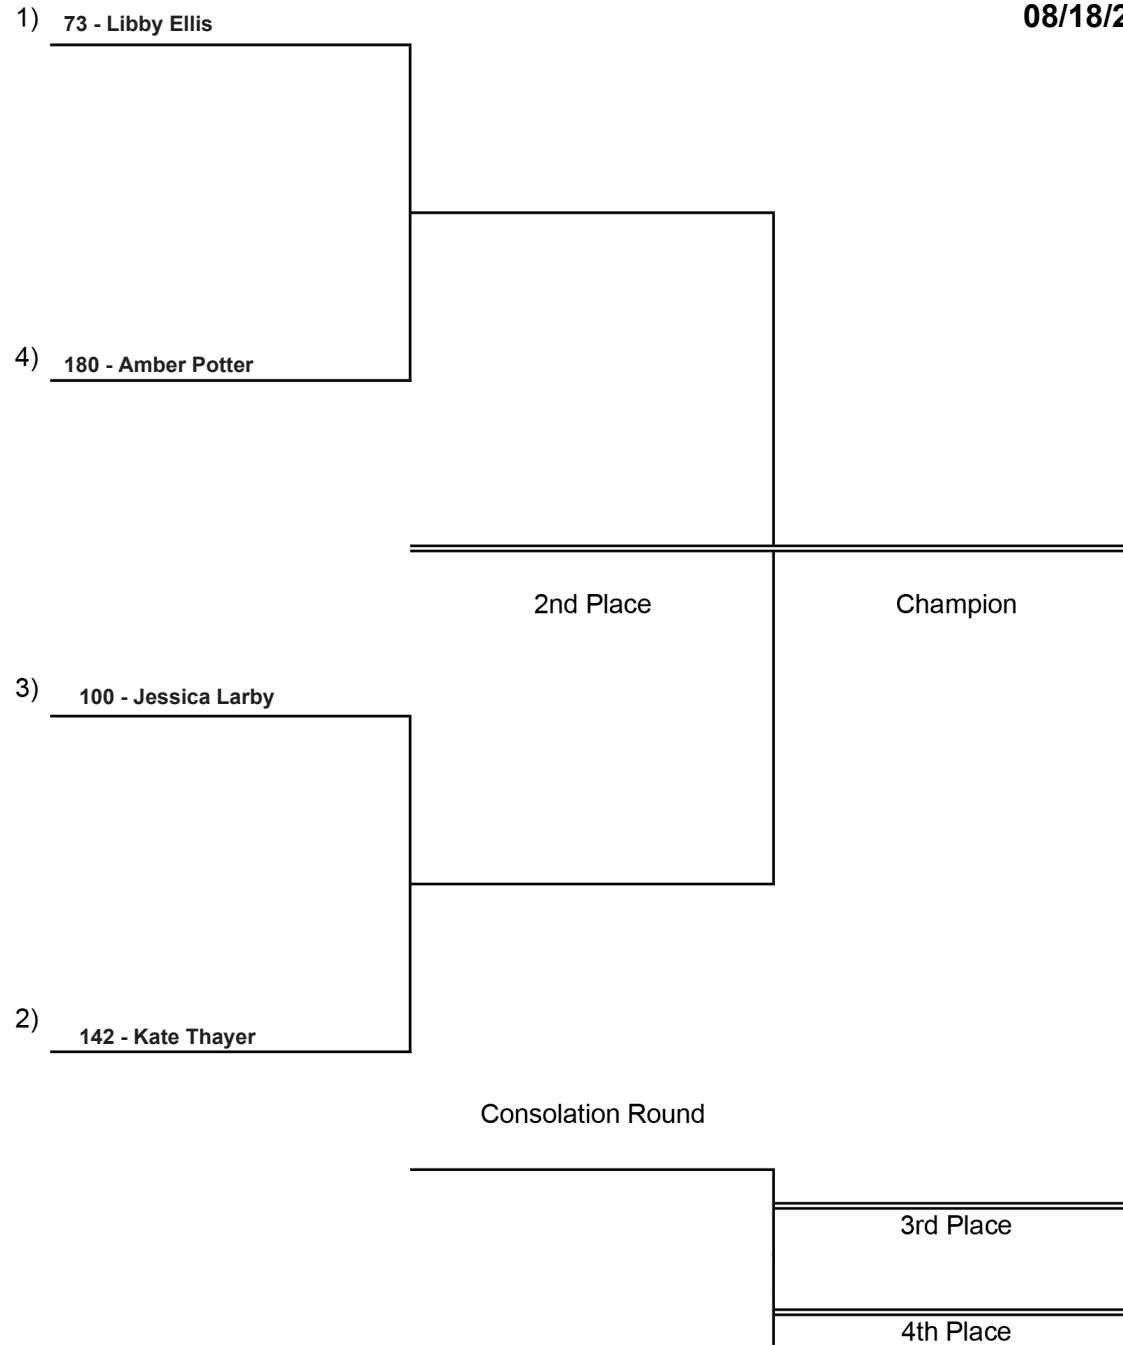 08/18/2
1) 73 - Libby Ellis
4) 180 - Amber Potter
2nd Place Champion
3) 100 - Jessica Larby
2) 142 - Kate Thayer
Consolation Round
3rd Place
4th Place